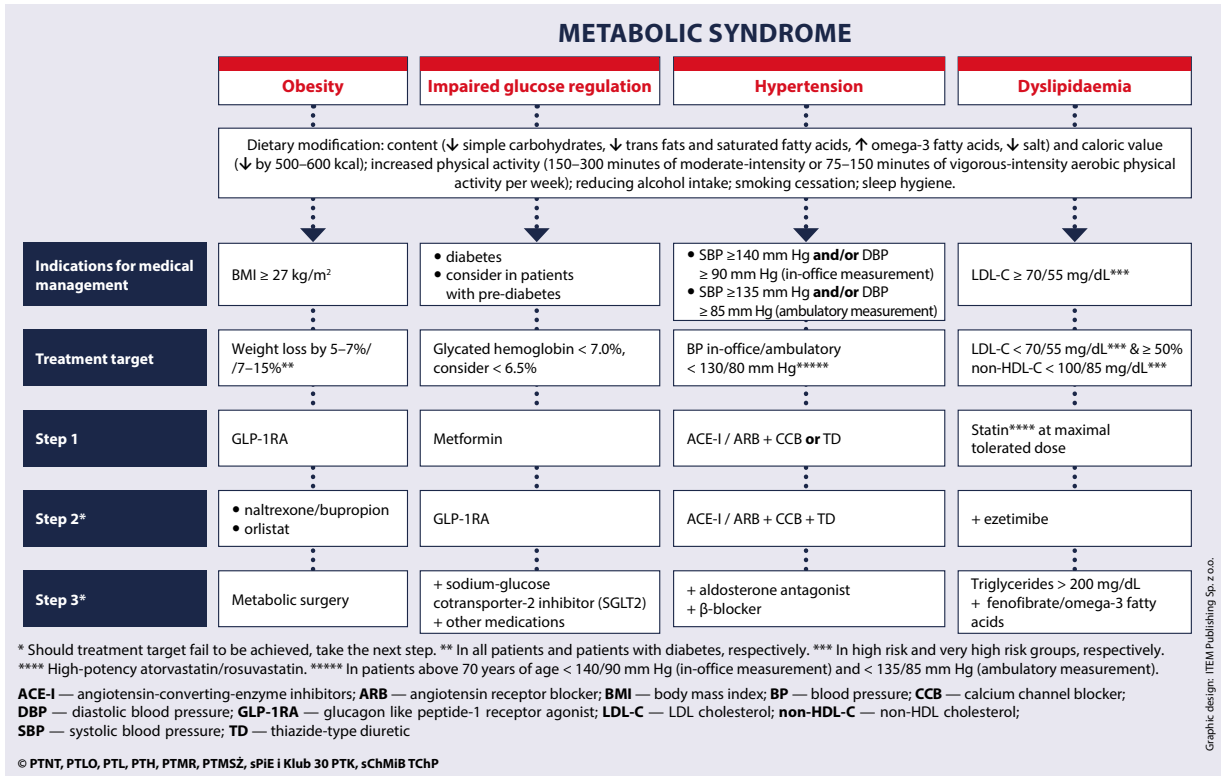 METABOLIC SYNDROME
Obesity
Impaired glucose regulation
Hypertension
Dyslipidaemia
Dietary modification: content (↓ simple carbohydrates, ↓ trans fats and saturated fatty acids, ↑ omega-3 fatty acids, ↓ salt) and caloric value
(↓ by 500–600 kcal); increased physical activity (150–300 minutes of moderate-intensity or 75–150 minutes of vigorous-intensity aerobic physical
activity per week); reducing alcohol intake; smoking cessation; sleep hygiene.
Indications for medical
management
BMI ≥ 27 kg/m²
• diabetes
• consider in patients
with pre-diabetes
• SBP ≥140 mm Hg and/or DBP
≥ 90 mm Hg (in-office measurement)
• SBP ≥135 mm Hg and/or DBP
≥ 85 mm Hg (ambulatory measurement)
LDL-C ≥ 70/55 mg/dL***
Treatment target
Weight loss by 5–7%/
/7–15%**
Glycated hemoglobin < 7.0%,
consider < 6.5%
BP in-office/ambulatory
< 130/80 mm Hg*****
LDL-C < 70/55 mg/dL*** & ≥ 50%
non-HDL-C < 100/85 mg/dL***
Step 1
GLP-1RA
Metformin
ACE-I / ARB + CCB or TD
Statin**** at maximal
tolerated dose
Step 2*
• naltrexone/bupropion
• orlistat
GLP-1RA
ACE-I / ARB + CCB + TD
+ ezetimibe
Step 3*
Metabolic surgery
+ sodium-glucose
cotransporter-2 inhibitor (SGLT2)
+ other medications
+ aldosterone antagonist
+ β-blocker
Triglycerides > 200 mg/dL
+ fenofibrate/omega-3 fatty
acids
* Should treatment target fail to be achieved, take the next step. ** In all patients and patients with diabetes, respectively. *** In high risk and very high risk groups, respectively.
**** High-potency atorvastatin/rosuvastatin. ***** In patients above 70 years of age < 140/90 mm Hg (in-office measurement) and < 135/85 mm Hg (ambulatory measurement).
ACE-I — angiotensin-converting-enzyme inhibitors; ARB — angiotensin receptor blocker; BMI — body mass index; BP — blood pressure; CCB — calcium channel blocker;
DBP — diastolic blood pressure; GLP-1RA — glucagon like peptide-1 receptor agonist; LDL-C — LDL cholesterol; non-HDL-C — non-HDL cholesterol;
SBP — systolic blood pressure; TD — thiazide-type diuretic
© PTNT, PTLO, PTL, PTH, PTMR, PTMSŻ, sPiE i Klub 30 PTK, sChMiB TChP
Graphic design: ITEM Publishing Sp. z o.o.